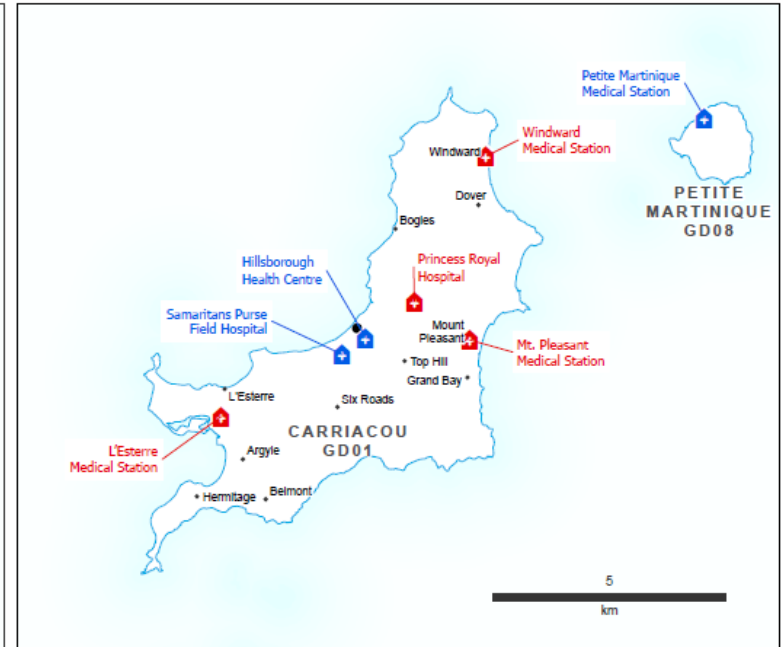 Petite Martinique
Medical Station
Windward
Medical Station
Windward
Dover
PETITE
MARTINIQUE
GD08
Bogles
Hillsborough
Health Centre
Princess Royal
Hospital
Samaritans Purse
Field Hospital
Mount
Pleasant
Mt. Pleasant
Medical Station
Top Hill
Grand Bay
L'Esterre
Six Roads
CARRIACOU
GD01
L'Esterre
Medical Station
Argyle
Hermitage
Belmont
5
km